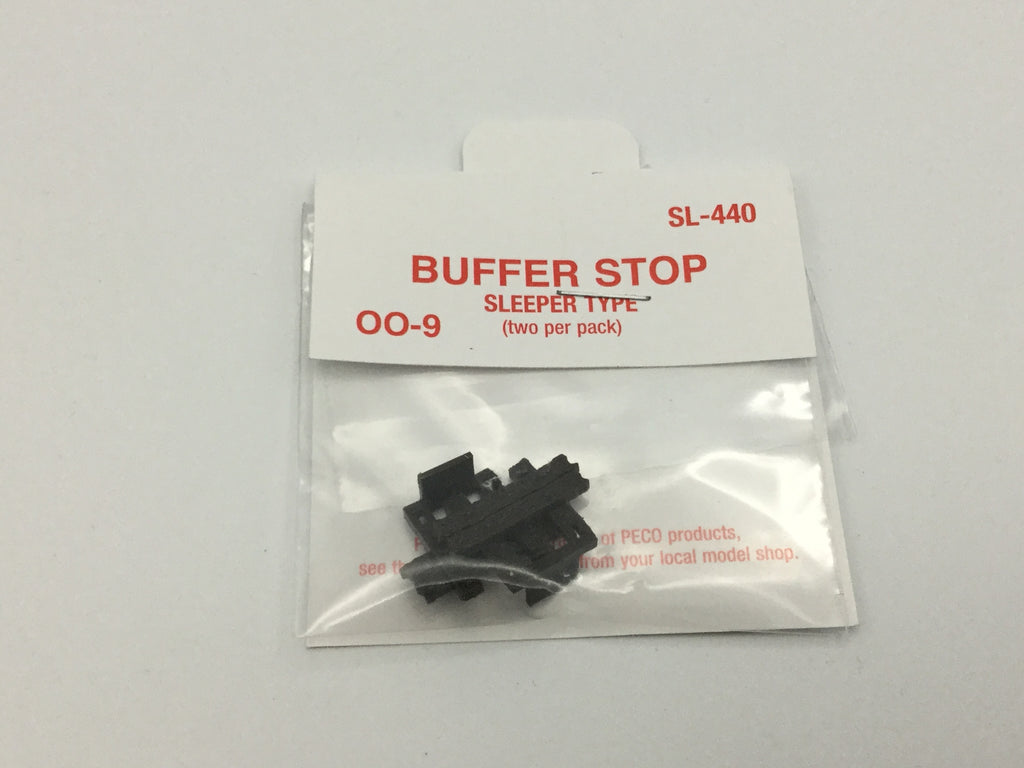 SL-440
BUFFER STOP
SLEEPER TYPE
OO-9
(two per pack)
of PECO products,
see from your local model shop.